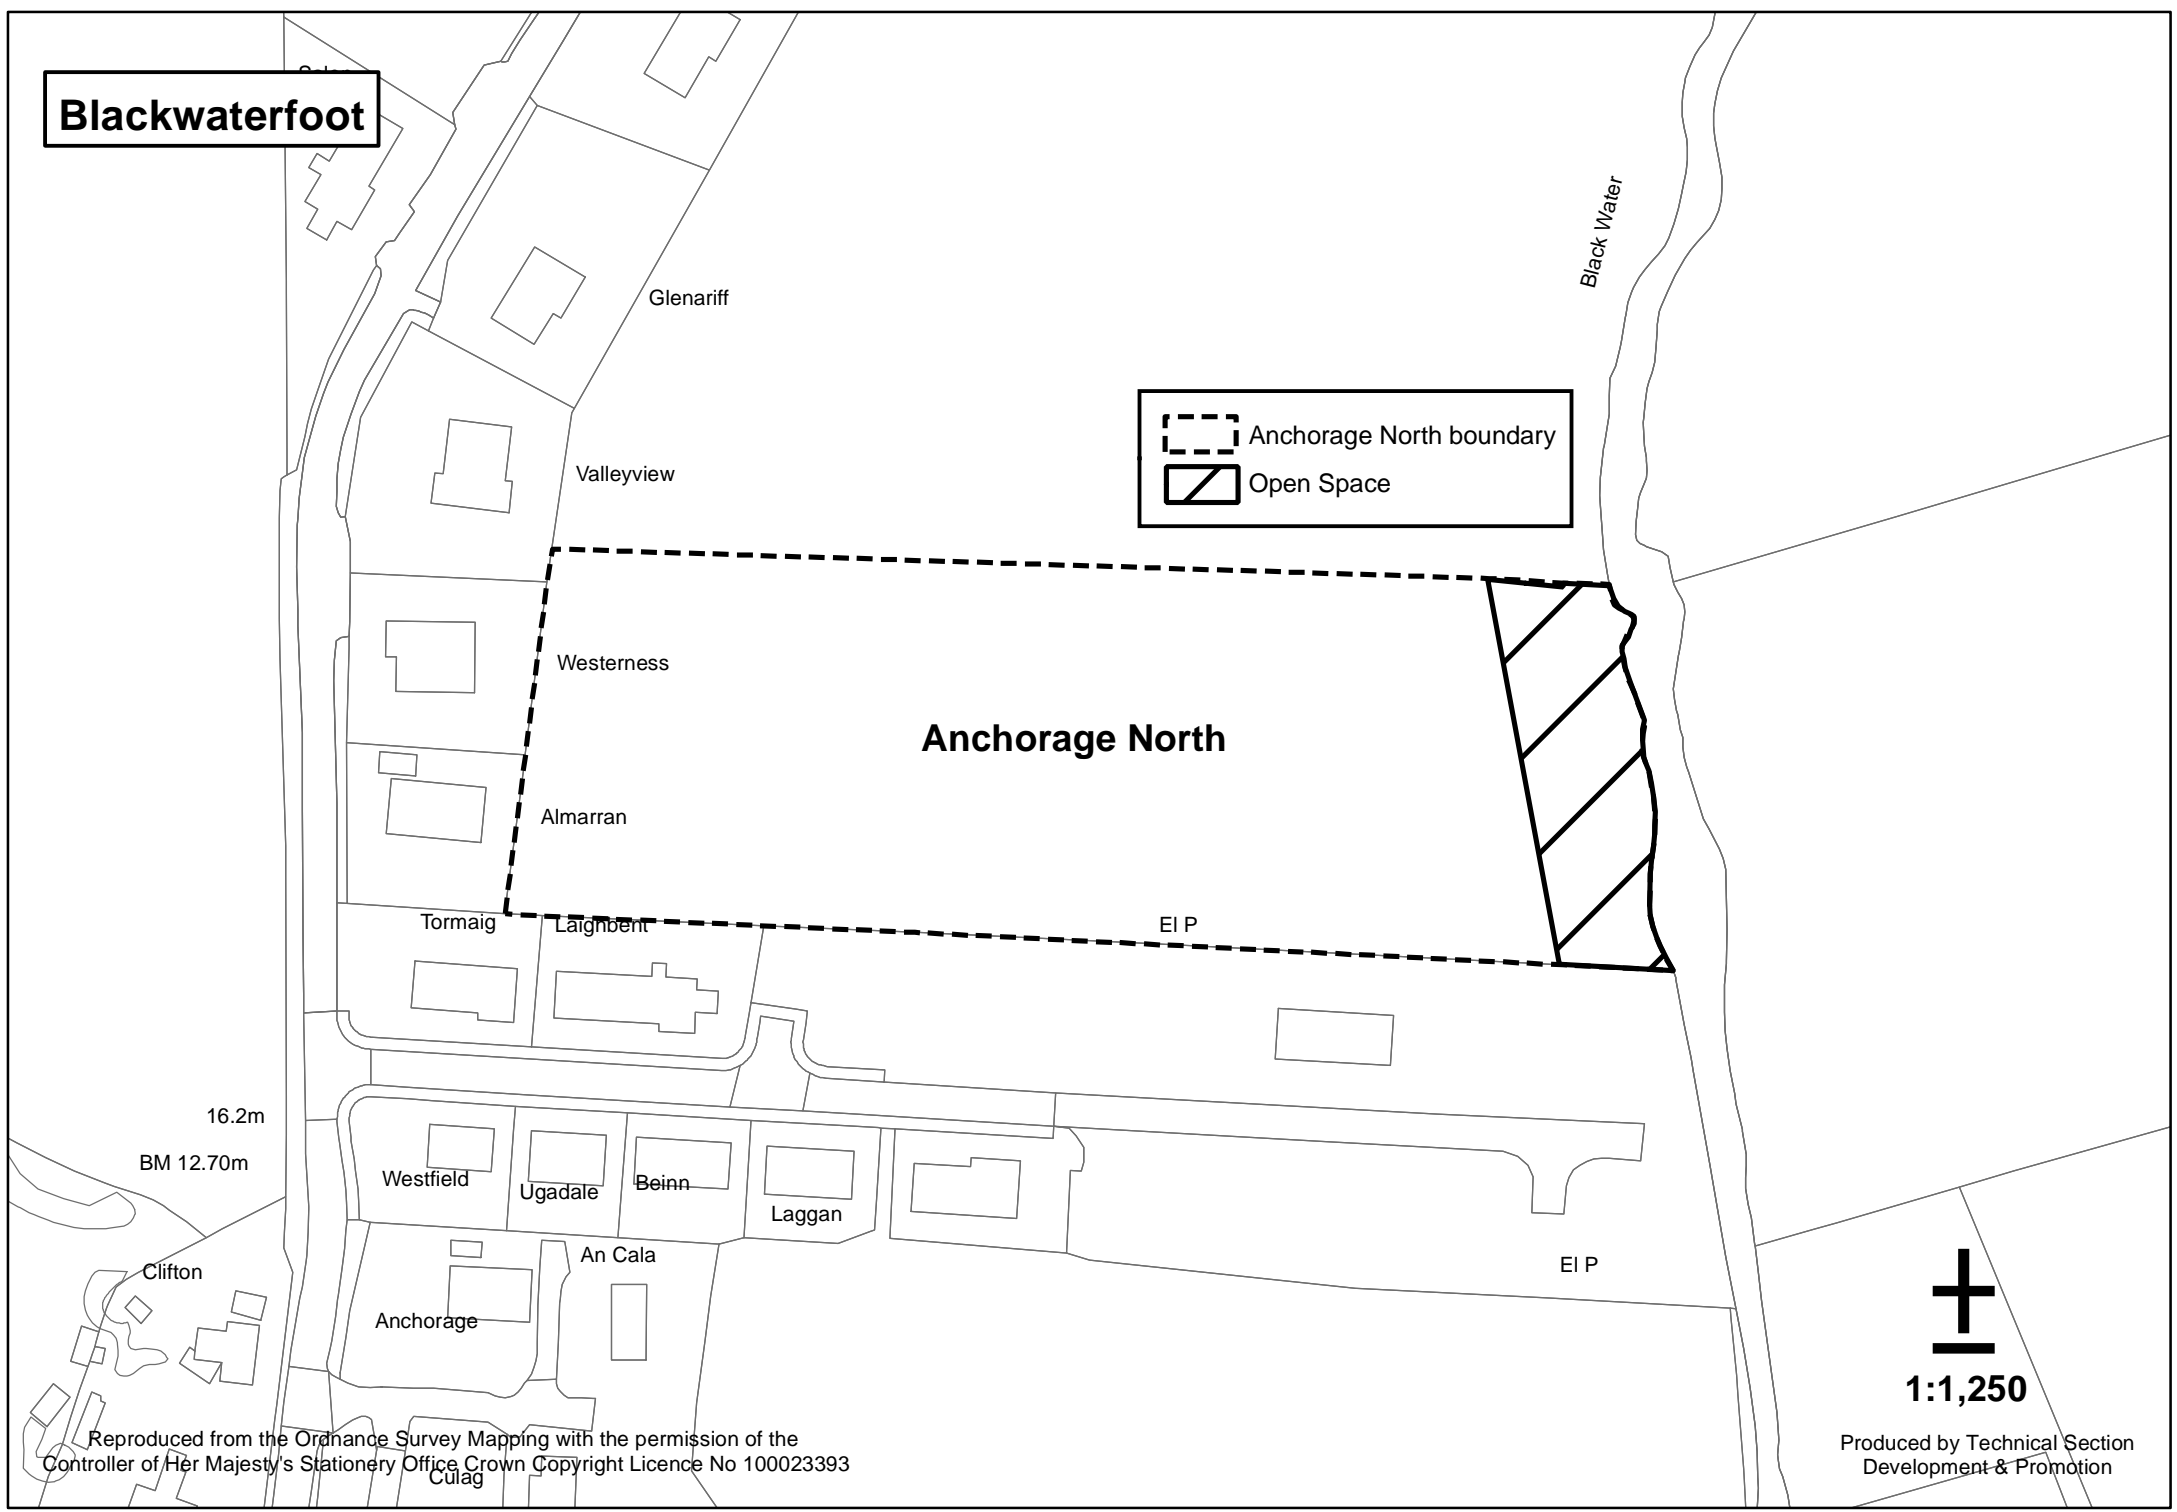 Blackwaterfoot
Black Water
Glenariff
Anchorage North boundary
Valleyview
Open Space
Westerness
Anchorage North
Almarran
Tormaig
Laighbent
El P
16.2m
BM 12.70m
Westfield
Ugadale
Beinn
Laggan
An Cala
El P
Clifton
Anchorage
1:1,250
Reproduced from the Ordnance Survey Mapping with the permission of the
Controller of Her Majesty's Stationery Office Crown Copyright Licence No 100023393
Culag
Produced by Technical Section
Development & Promotion